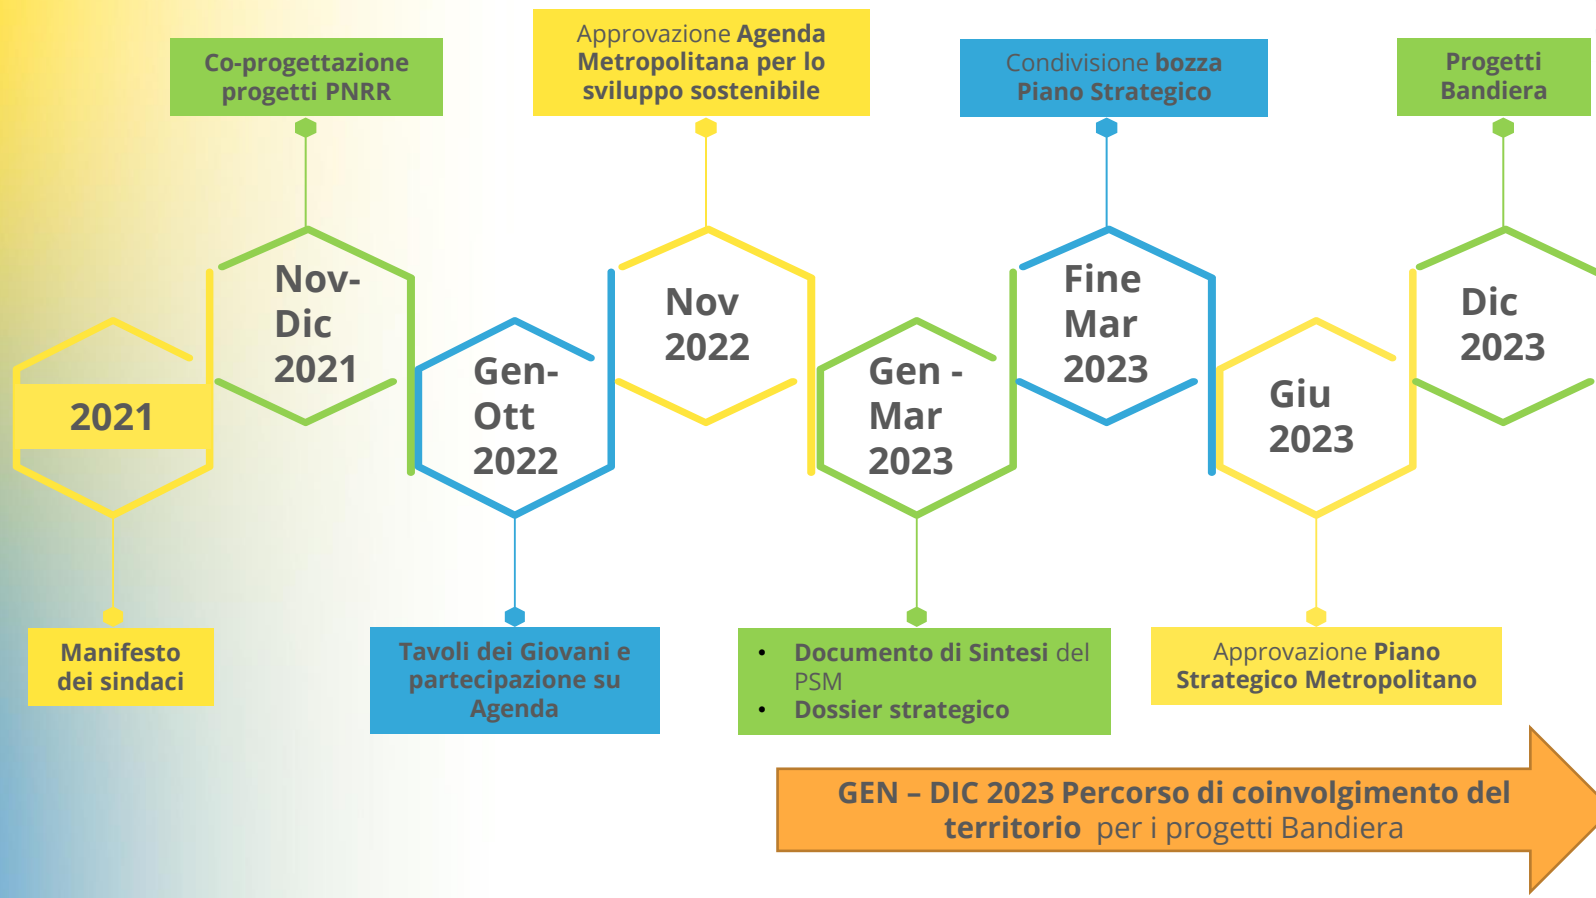 Co-progettazione
progetti PNRR
Approvazione Agenda
Metropolitana per lo
sviluppo sostenibile
Condivisione bozza
Piano Strategico
Progetti
Bandiera
2021
Nov-
Dic
2021
Gen-
Ott
2022
Nov
2022
Gen -
Mar
2023
Fine
Mar
2023
Giu
2023
Dic
2023
Manifesto
dei sindaci
Tavoli dei Giovani e
partecipazione su
Agenda
• Documento di Sintesi del
PSM
• Dossier strategico
Approvazione Piano
Strategico Metropolitano
GEN – DIC 2023 Percorso di coinvolgimento del
territorio per i progetti Bandiera